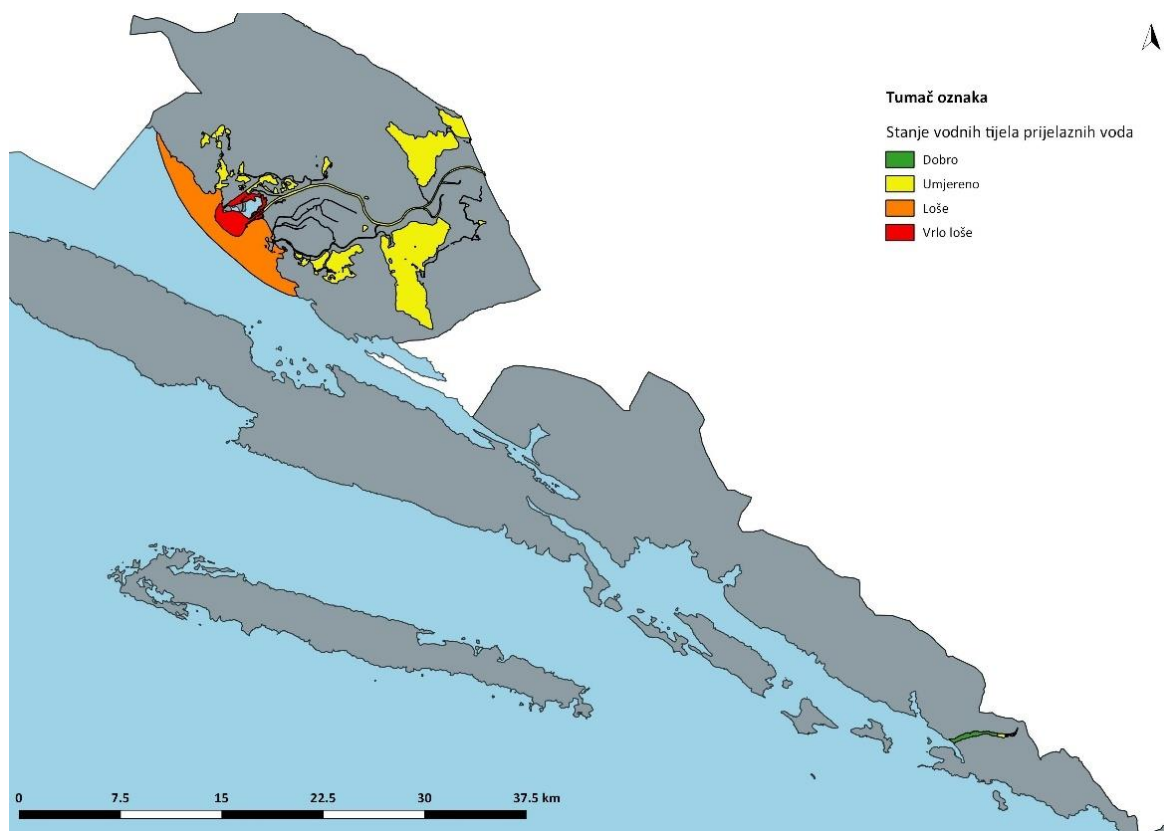 Tumač oznaka
Stanje vodnih tijela prijelaznih voda
Dobro
Umjereno
Loše
Vrlo loše
0 7.5 15 22.5 30 37.5 km